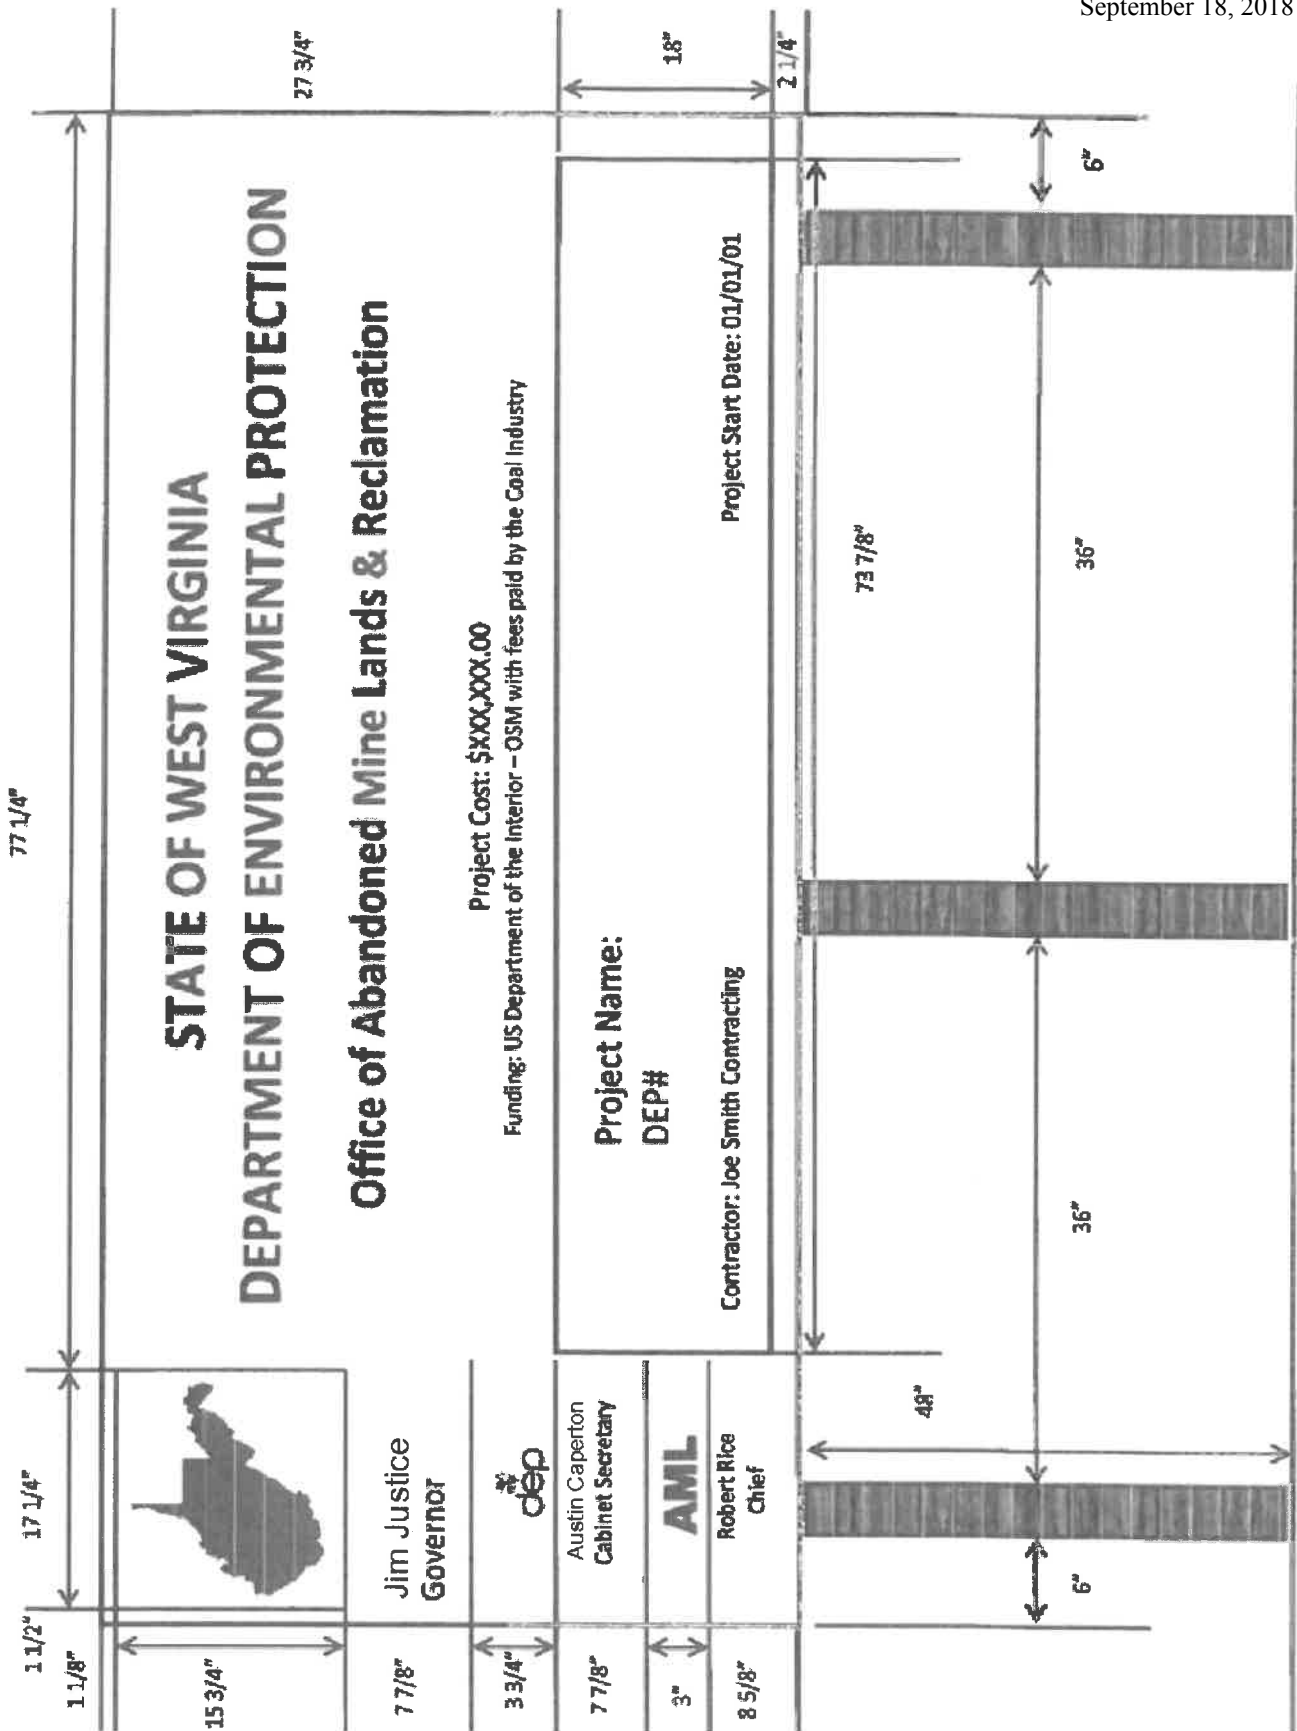 September 18, 2018
77 1/4"
1 1/2"
17 1/4"
1 1/8"
15 3/4"
7 7/8"
3 3/4"
7 7/8"
3"
8 5/8"
27 3/4"
18"
2 1/4"
STATE OF WEST VIRGINIA
DEPARTMENT OF ENVIRONMENTAL PROTECTION
Office of Abandoned Mine Lands & Reclamation
Project Cost: $XXX,XXX.00
Funding: US Department of the Interior – OSM with fees paid by the Coal Industry
Jim Justice
Governor
dep
Austin Caperton
Cabinet Secretary
AML
Robert Rice
Chief
Project Name:
DEP#
Contractor: Joe Smith Contracting
Project Start Date: 01/01/01
73 7/8"
48"
6"
36"
36"
6"